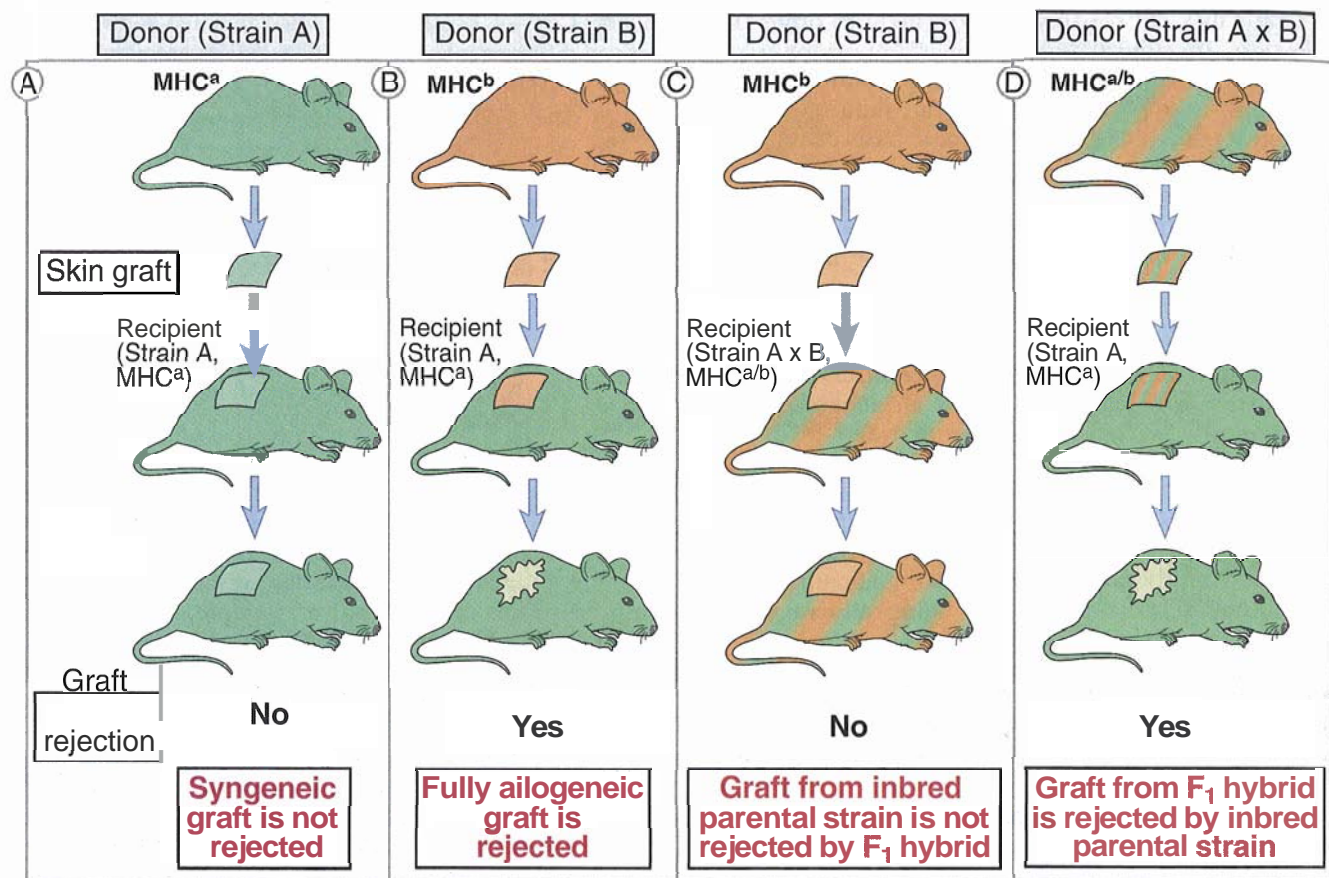 Donor (Strain A)
Donor (Strain B)
Donor (Strain B)
Donor (Strain A x B)
A
MHCa
B
MHCb
C
MHCb
D
MHCa/b
Skin graft
Recipient
(Strain A,
MHCa)
Recipient
(Strain A,
MHCa)
Recipient
(Strain A x B,
MHCa/b)
Recipient
(Strain A,
MHCa)
Graft
rejection
No
Yes
No
Yes
Syngeneic
graft is not
rejected
Fully ailogeneic
graft is
rejected
Graft from inbred
parental strain is not
rejected by F1 hybrid
Graft from F1 hybrid
is rejected by inbred
parental strain